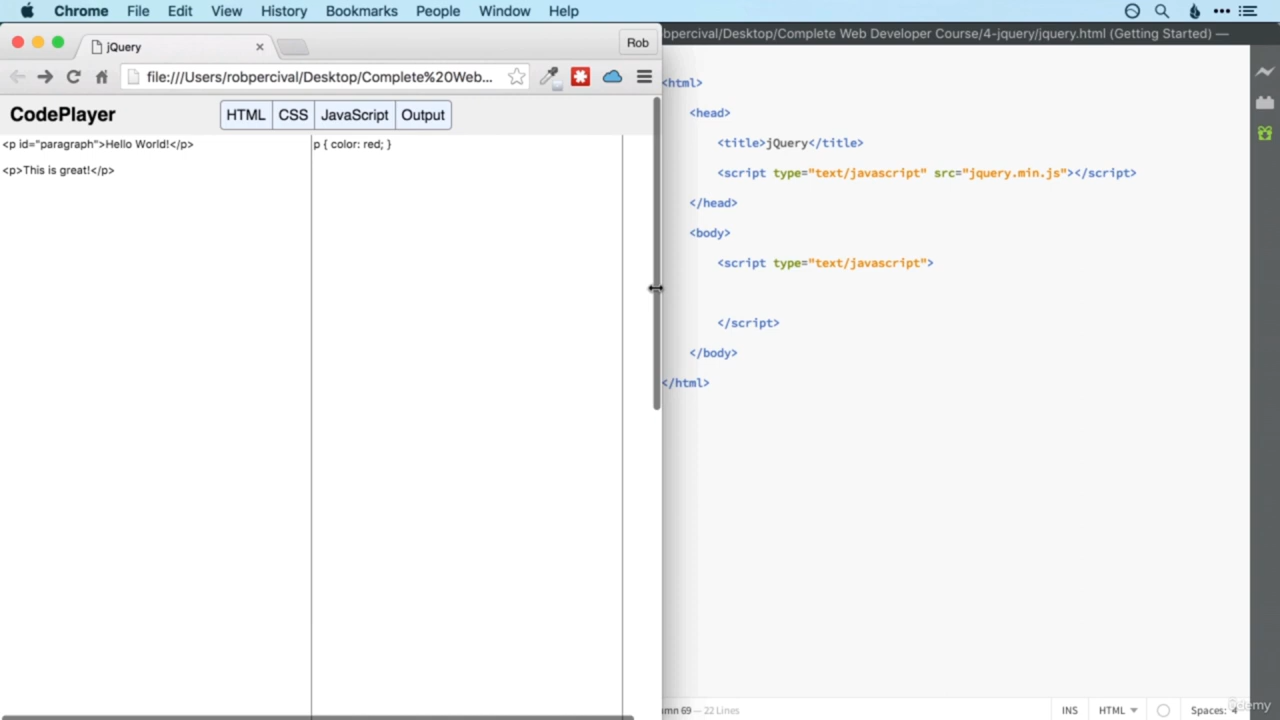 Chrome File Edit View History Bookmarks People Window Help
jQuery
Rob
file:///Users/robpercival/Desktop/Complete%20Web...
CodePlayer
HTML CSS JavaScript Output
<p id="paragraph">Hello World!</p>
<p>This is great!</p>
p { color: red; }
/Desktop/Complete Web Developer Course/4-jquery/jquery.html (Getting Started) —
<html>
<head>
<title>jQuery</title>
<script type="text/javascript" src="jquery.min.js"></script>
</head>
<body>
<script type="text/javascript">
</script>
</body>
</html>
69 — 22 Lines
INS HTML Spaces: 4
ûdemy